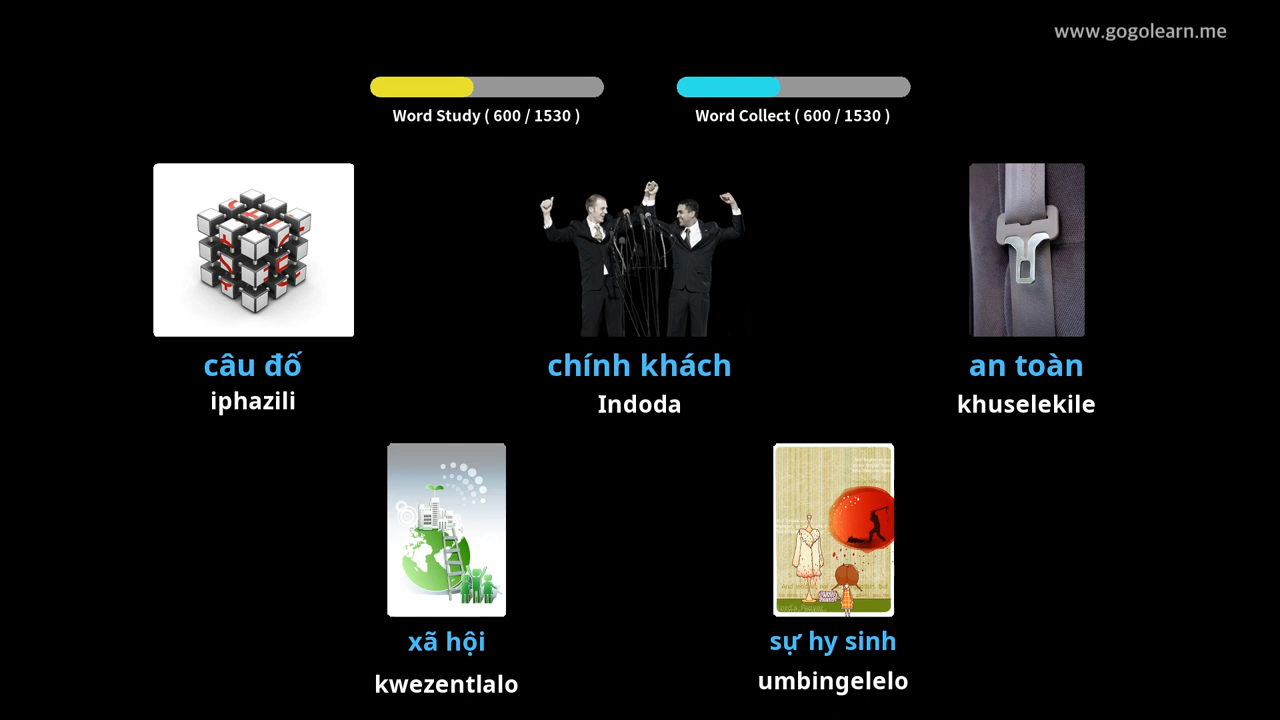 www.gogolearn.me
Word Study ( 600 / 1530 )
Word Collect ( 600 / 1530 )
câu đố
chính khách
an toàn
iphazili
Indoda
khuselekile
xã hội
sự hy sinh
kwezentlalo
umbingelelo